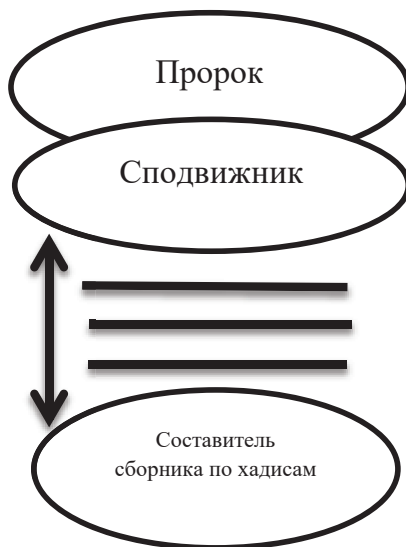 Пророк
Сподвижник
Составитель
сборника по хадисам